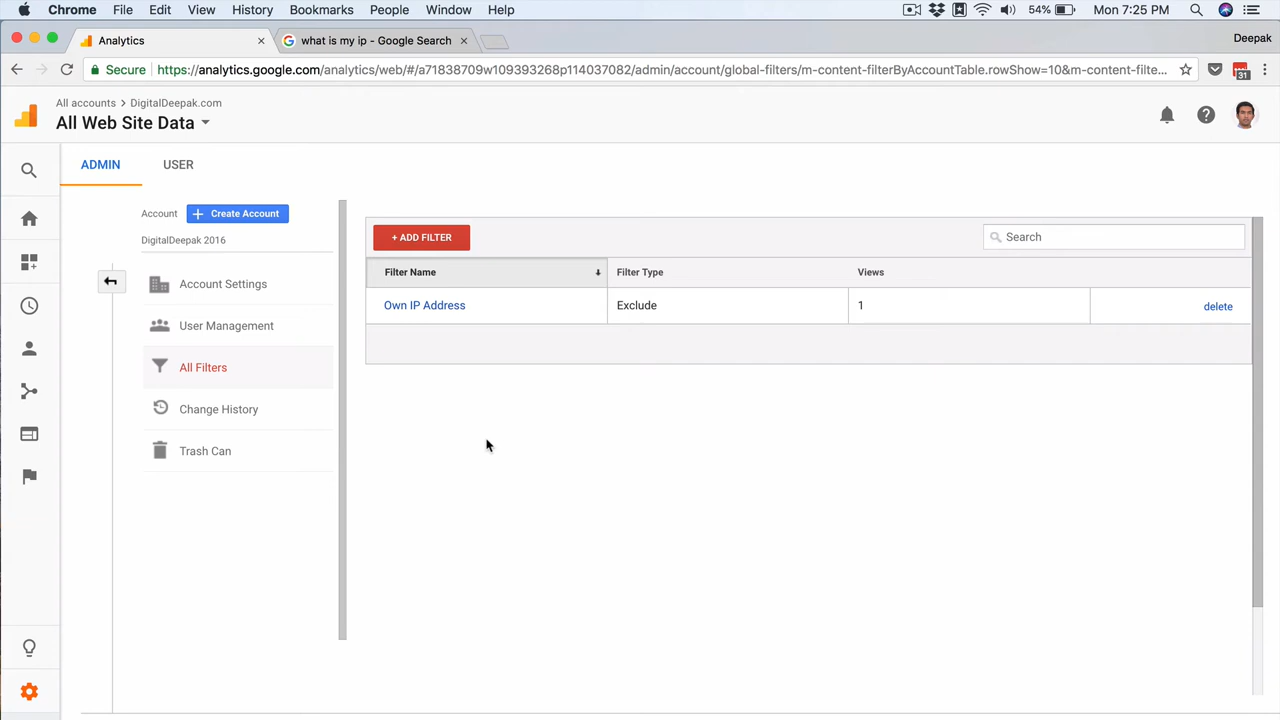 Chrome File Edit View History Bookmarks People Window Help 54% Mon 7:25 PM
Analytics what is my ip - Google Search Deepak
Secure https://analytics.google.com/analytics/web/#/a71838709w109393268p114037082/admin/account/global-filters/m-content-filterByAccountTable.rowShow=10&m-content-filte... 31
All accounts > DigitalDeepak.com
All Web Site Data
ADMIN USER
Account + Create Account
DigitalDeepak 2016
Account Settings
User Management
All Filters
Change History
Trash Can
+ ADD FILTER Search
Filter Name Filter Type Views
Own IP Address Exclude 1 delete